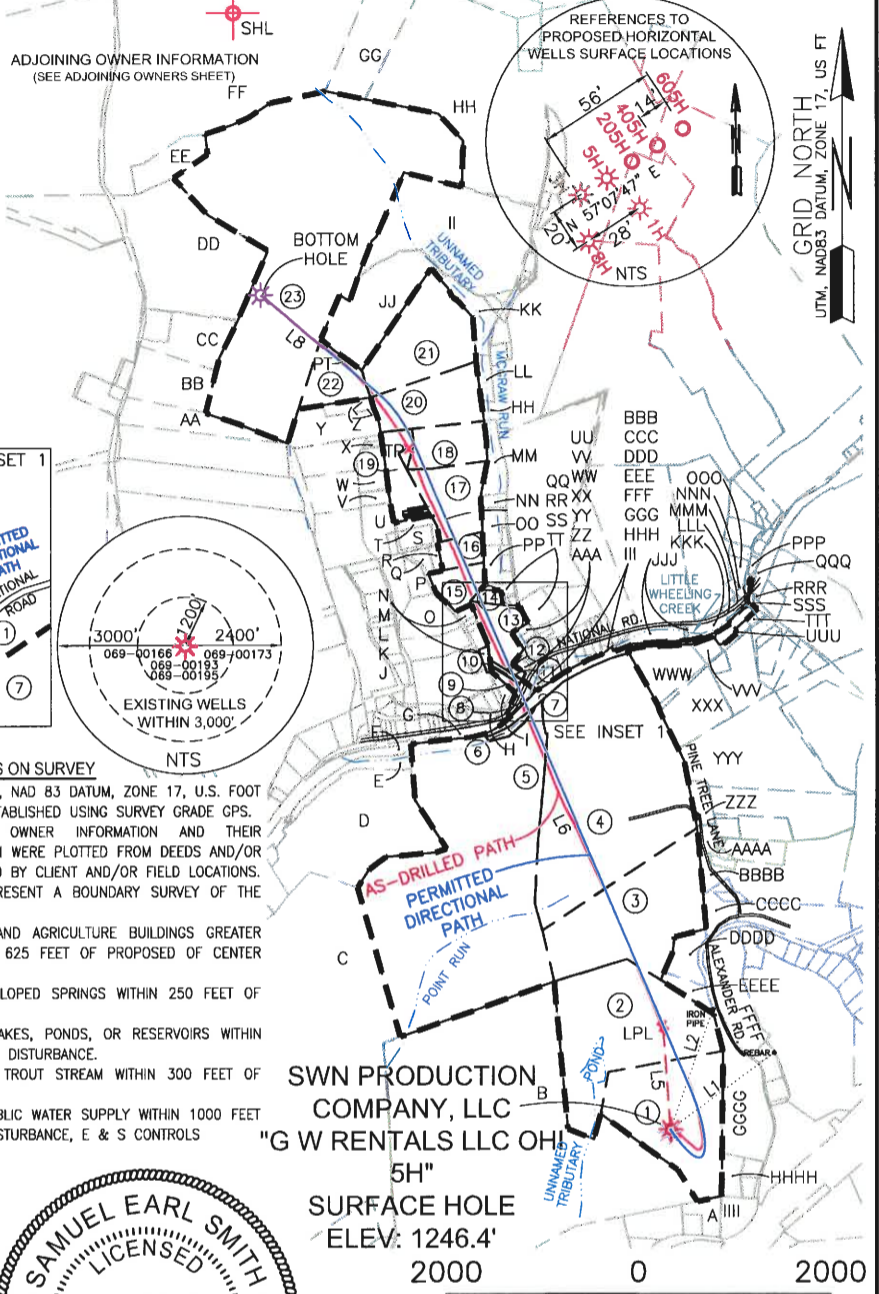 SHL
ADJOINING OWNER INFORMATION
(SEE ADJOINING OWNERS SHEET)
GG
FF
HH
EE
DD
II
REFERENCES TO
PROPOSED HORIZONTAL
WELLS SURFACE LOCATIONS
56'
14'
605H
405H
205H
5H
3H
N 57°07'47" E
20'
28'
1H
8H
NTS
GRID NORTH
UTM, NAD83 DATUM, ZONE 17, US FT
BOTTOM
HOLE
23
UNNAMED
TRIBUTARY
JJ
KK
CC
L8
PT
21
LL
MCGRAW RUN
BB
22
AA
20
HH
Y
Z
X
TP
18
MM
19
W
V
17
NN
U
OO
T
S
R
16
PP
Q
P
15
14
O
13
N
M
L
K
J
12
10
11
9
8
G
7
F
6
H
I
E
5
QQ
RR
SS
TT
UU
VV
WW
XX
YY
ZZ
AAA
BBB
CCC
DDD
EEE
FFF
GGG
HHH
III
JJJ
OOO
NNN
MMM
LLL
KKK
PPP
QQQ
RRR
SSS
TTT
UUU
LITTLE
WHEELING
CREEK
NATIONAL RD.
WWW
VVV
XXX
SEE INSET 1
YYY
PINE TREE LANE
ZZZ
AAAA
BBBB
CCCC
DDDD
ALEXANDER RD.
EEEE
FFFF
D
L6
4
AS-DRILLED PATH
PERMITTED
DIRECTIONAL
PATH
3
POINT RUN
C
2
LPL
IRON
PIPE
L2
REBAR
L1
L5
POND
B
1
GGGG
UNNAMED
TRIBUTARY
HHHH
A
IIII
NSET 1
TTED
TIONAL
TH
TIONAL
ROAD
1
7
1200'
3000'
2400'
069-00166
069-00173
069-00193
069-00195
EXISTING WELLS
WITHIN 3,000'
NTS
S ON SURVEY
, NAD 83 DATUM, ZONE 17, U.S. FOOT
TABLISHED USING SURVEY GRADE GPS.
OWNER INFORMATION AND THEIR
N WERE PLOTTED FROM DEEDS AND/OR
D BY CLIENT AND/OR FIELD LOCATIONS.
RESENT A BOUNDARY SURVEY OF THE
AND AGRICULTURE BUILDINGS GREATER
625 FEET OF PROPOSED OF CENTER
LOPED SPRINGS WITHIN 250 FEET OF
AKES, PONDS, OR RESERVOIRS WITHIN
DISTURBANCE.
TROUT STREAM WITHIN 300 FEET OF
BLIC WATER SUPPLY WITHIN 1000 FEET
STURBANCE, E & S CONTROLS
SWN PRODUCTION
COMPANY, LLC
"G W RENTALS LLC OHI
5H"
SURFACE HOLE
ELEV: 1246.4'
SAMUEL EARL SMITH
LICENSED
2000 0 2000